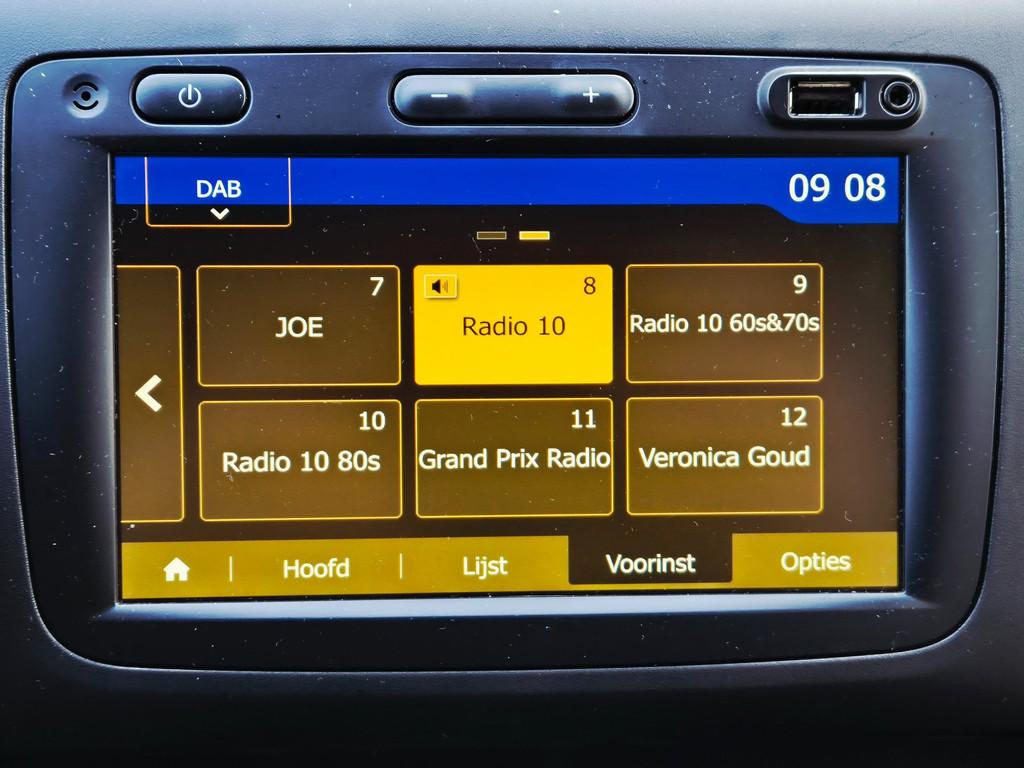 DAB
09 08
7
JOE
8
Radio 10
9
Radio 10 60s&70s
10
Radio 10 80s
11
Grand Prix Radio
12
Veronica Goud
Hoofd
Lijst
Voorinst
Opties